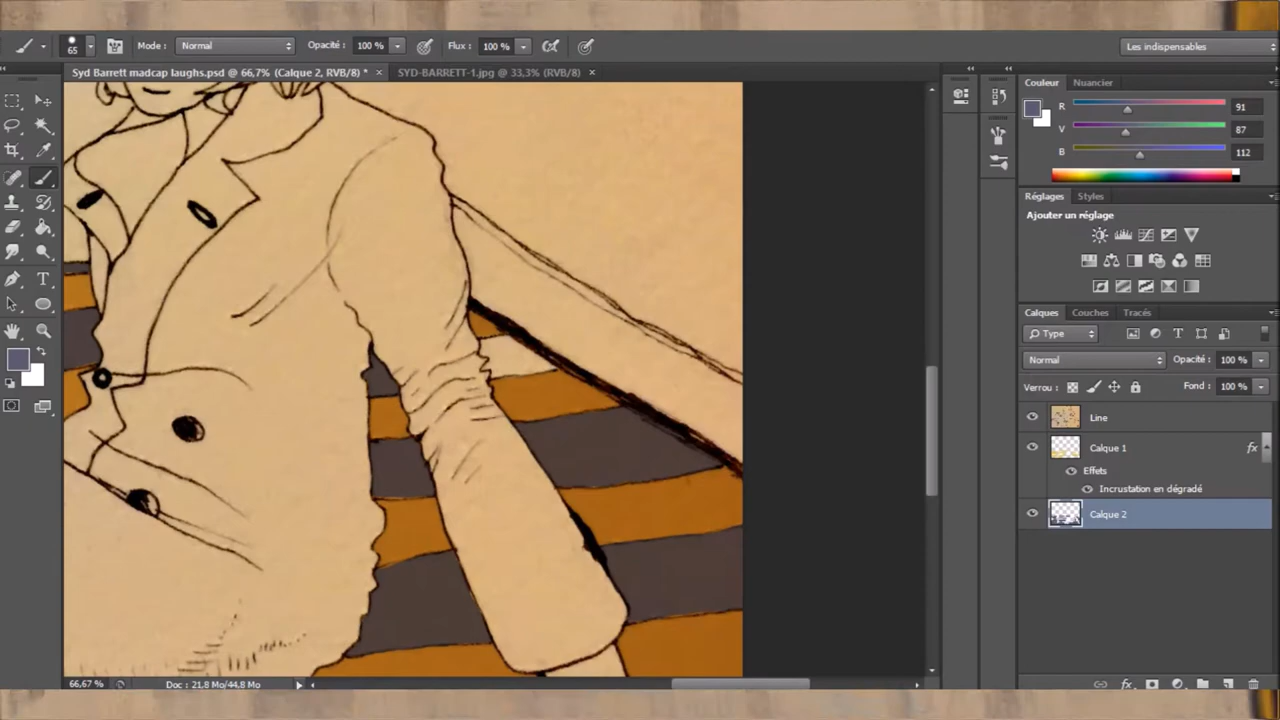 65 Mode : Normal Opacité : 100 % Flux : 100 % Les indispensables
Syd Barrett madcap laughs.psd @ 66,7% (Calque 2, RVB/8) * × SYD-BARRETT-1.jpg @ 33,3% (RVB/8) ×
Couleur Nuancier
R 91
V 87
B 112
Réglages Styles
Ajouter un réglage
Calques Couches Tracés
Type
Normal Opacité : 100 %
Verrou : Fond : 100 %
Line
Calque 1 fx
Effets
Incrustation en dégradé
Calque 2
66,67 % Doc : 21,8 Mo/44,8 Mo
fx